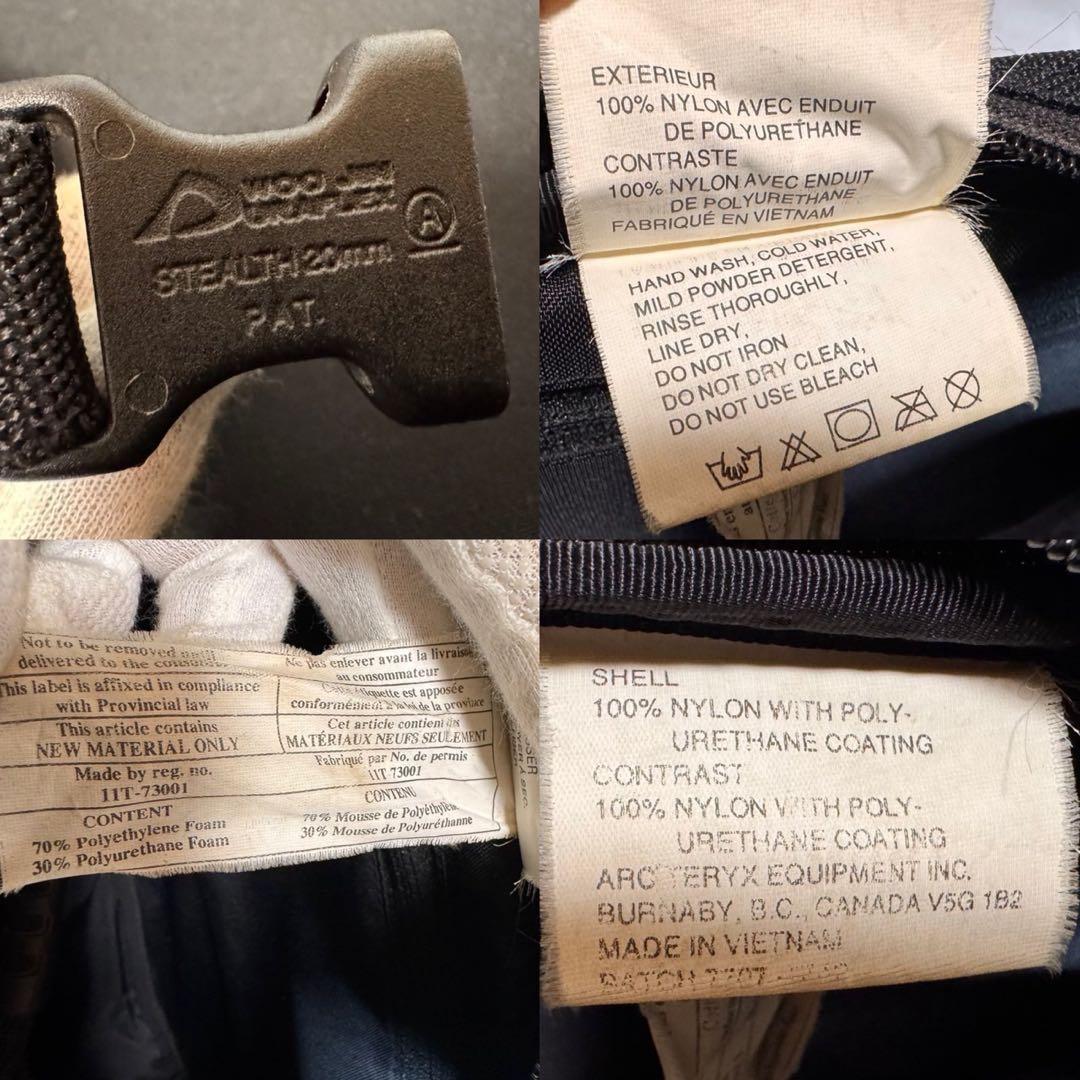 WOO JIN
DURAFLEX
A
STEALTH 20mm
PAT.
EXTERIEUR
100% NYLON AVEC ENDUIT
DE POLYURETHANE
CONTRASTE
100% NYLON AVEC ENDUIT
DE POLYURETHANE
FABRIQUÉ EN VIETNAM
HAND WASH, COLD WATER,
MILD POWDER DETERGENT,
RINSE THOROUGHLY,
LINE DRY,
DO NOT IRON
DO NOT DRY CLEAN,
DO NOT USE BLEACH
Not to be removed until
delivered to the consumer
This label is affixed in compliance
with Provincial law
This article contains
NEW MATERIAL ONLY
Made by reg. no.
11T-73001
CONTENT
70% Polyethylene Foam
30% Polyurethane Foam
Ne pas enlever avant la livraison
au consommateur
Cette étiquette est apposée
conformément à la loi de la province
Cet article contient des
MATÉRIAUX NEUFS SEULEMENT
Fabriqué par No. de permis
11T-73001
CONTENU
70% Mousse de Polyéthylène
30% Mousse de Polyuréthanne
SHELL
100% NYLON WITH POLY-
URETHANE COATING
CONTRAST
100% NYLON WITH POLY-
URETHANE COATING
ARC'TERYX EQUIPMENT INC.
BURNABY, B.C., CANADA V5G 1B2
MADE IN VIETNAM
BATCH